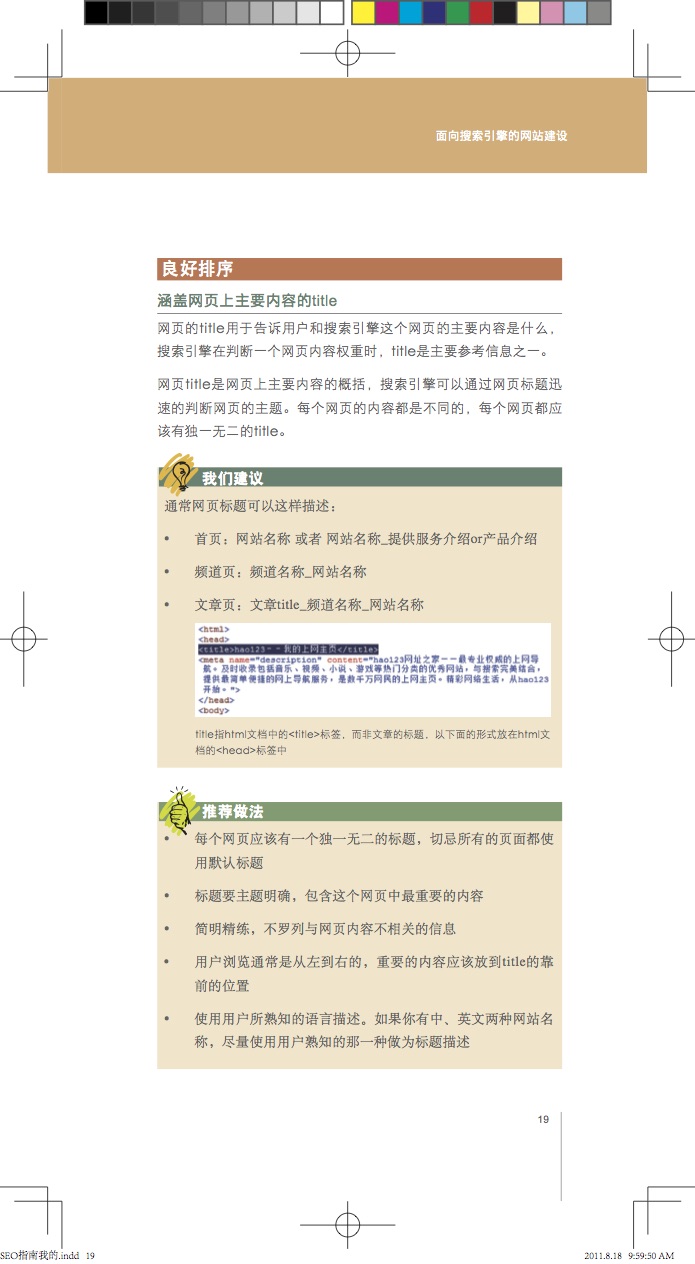 面向搜索引擎的网站建设
良好排序
涵盖网页上主要内容的title
网页的title用于告诉用户和搜索引擎这个网页的主要内容是什么，
搜索引擎在判断一个网页内容权重时，title是主要参考信息之一。
网页title是网页上主要内容的概括，搜索引擎可以通过网页标题迅
速的判断网页的主题。每个网页的内容都是不同的，每个网页都应
该有独一无二的title。
我们建议
通常网页标题可以这样描述：
• 首页：网站名称 或者 网站名称_提供服务介绍or产品介绍
• 频道页：频道名称_网站名称
• 文章页：文章title_频道名称_网站名称
<html>
<head>
<title>hao123－－我的上网主页</title>
<meta name="description" content="hao123网址之家－－最专业权威的上网导
航。及时收录包括音乐、视频、小说、游戏等热门分类的优秀网站，与搜索完美结合，
提供最简单便捷的网上导航服务，是数千万网民的上网主页。精彩网络生活，从hao123
开始。">
</head>
<body>
title指html文档中的<title>标签，而非文章的标题，以下面的形式放在html文
档的<head>标签中
推荐做法
• 每个网页应该有一个独一无二的标题，切忌所有的页面都使
用默认标题
• 标题要主题明确，包含这个网页中最重要的内容
• 简明精练，不罗列与网页内容不相关的信息
• 用户浏览通常是从左到右的，重要的内容应该放到title的靠
前的位置
• 使用用户所熟知的语言描述。如果你有中、英文两种网站名
称，尽量使用用户熟知的那一种做为标题描述
19
SEO指南我的.indd 19
2011.8.18 9:59:50 AM